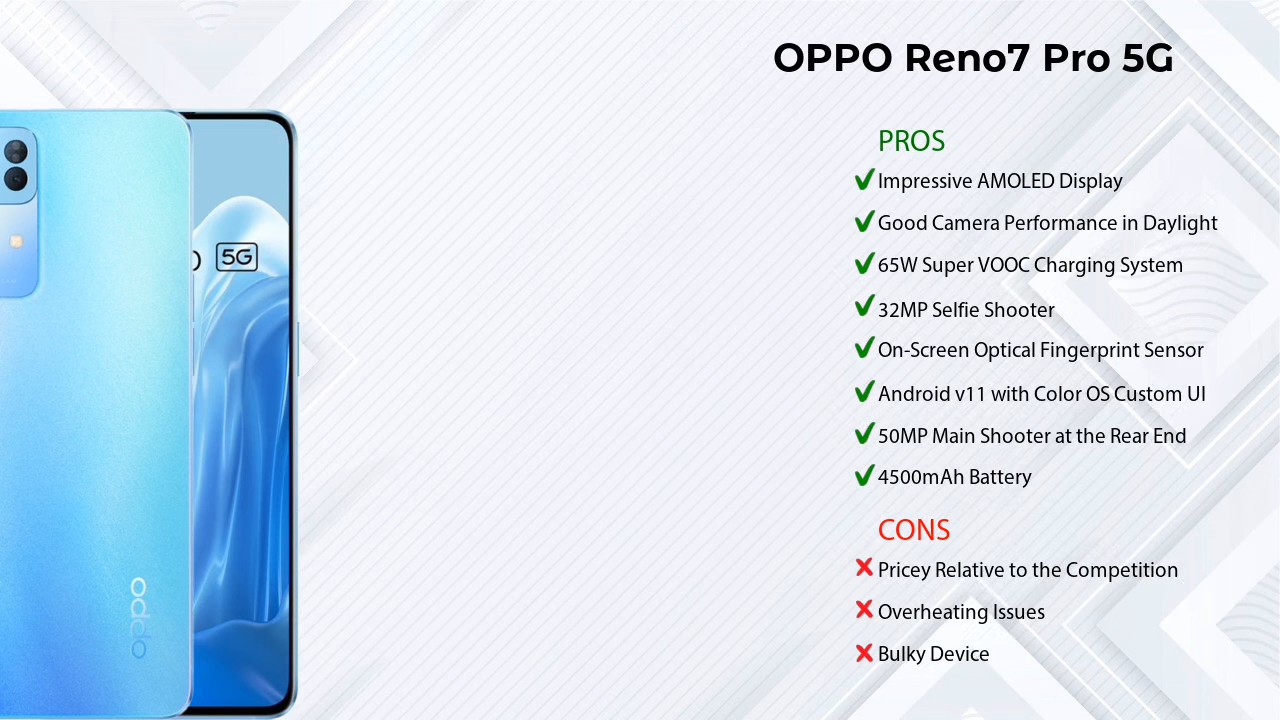 OPPO Reno7 Pro 5G
PROS
Impressive AMOLED Display
Good Camera Performance in Daylight
65W Super VOOC Charging System
32MP Selfie Shooter
On-Screen Optical Fingerprint Sensor
Android v11 with Color OS Custom UI
50MP Main Shooter at the Rear End
4500mAh Battery
CONS
Pricey Relative to the Competition
Overheating Issues
Bulky Device
5G
oppo